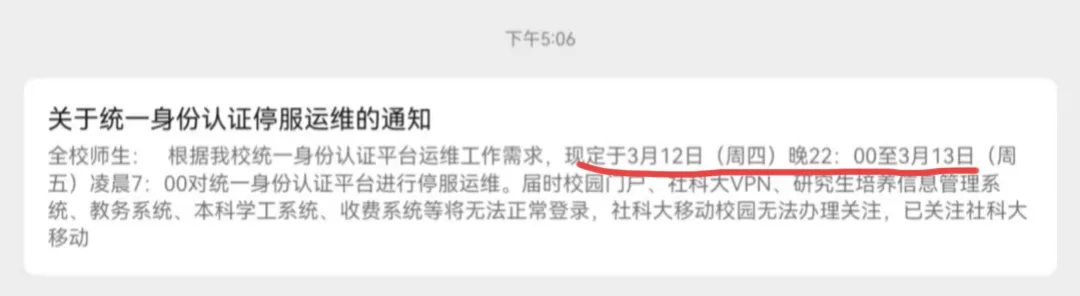 下午5:06
关于统一身份认证停服运维的通知
全校师生： 根据我校统一身份认证平台运维工作需求，现定于3月12日（周四）晚22：00至3月13日（周
五）凌晨7：00对统一身份认证平台进行停服运维。届时校园门户、社科大VPN、研究生培养信息管理系
统、教务系统、本科学工系统、收费系统等将无法正常登录，社科大移动校园无法办理关注，已关注社科大
移动